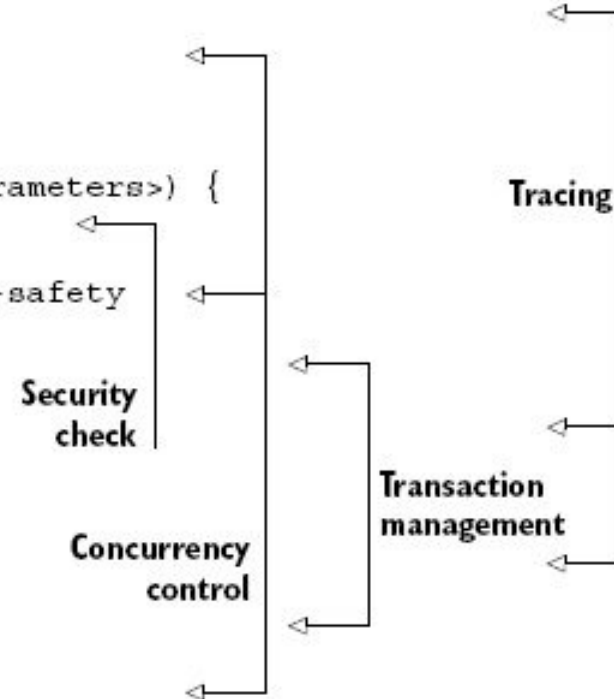 rameters>) {
Tracing
-safety
Security
check
Transaction
management
Concurrency
control